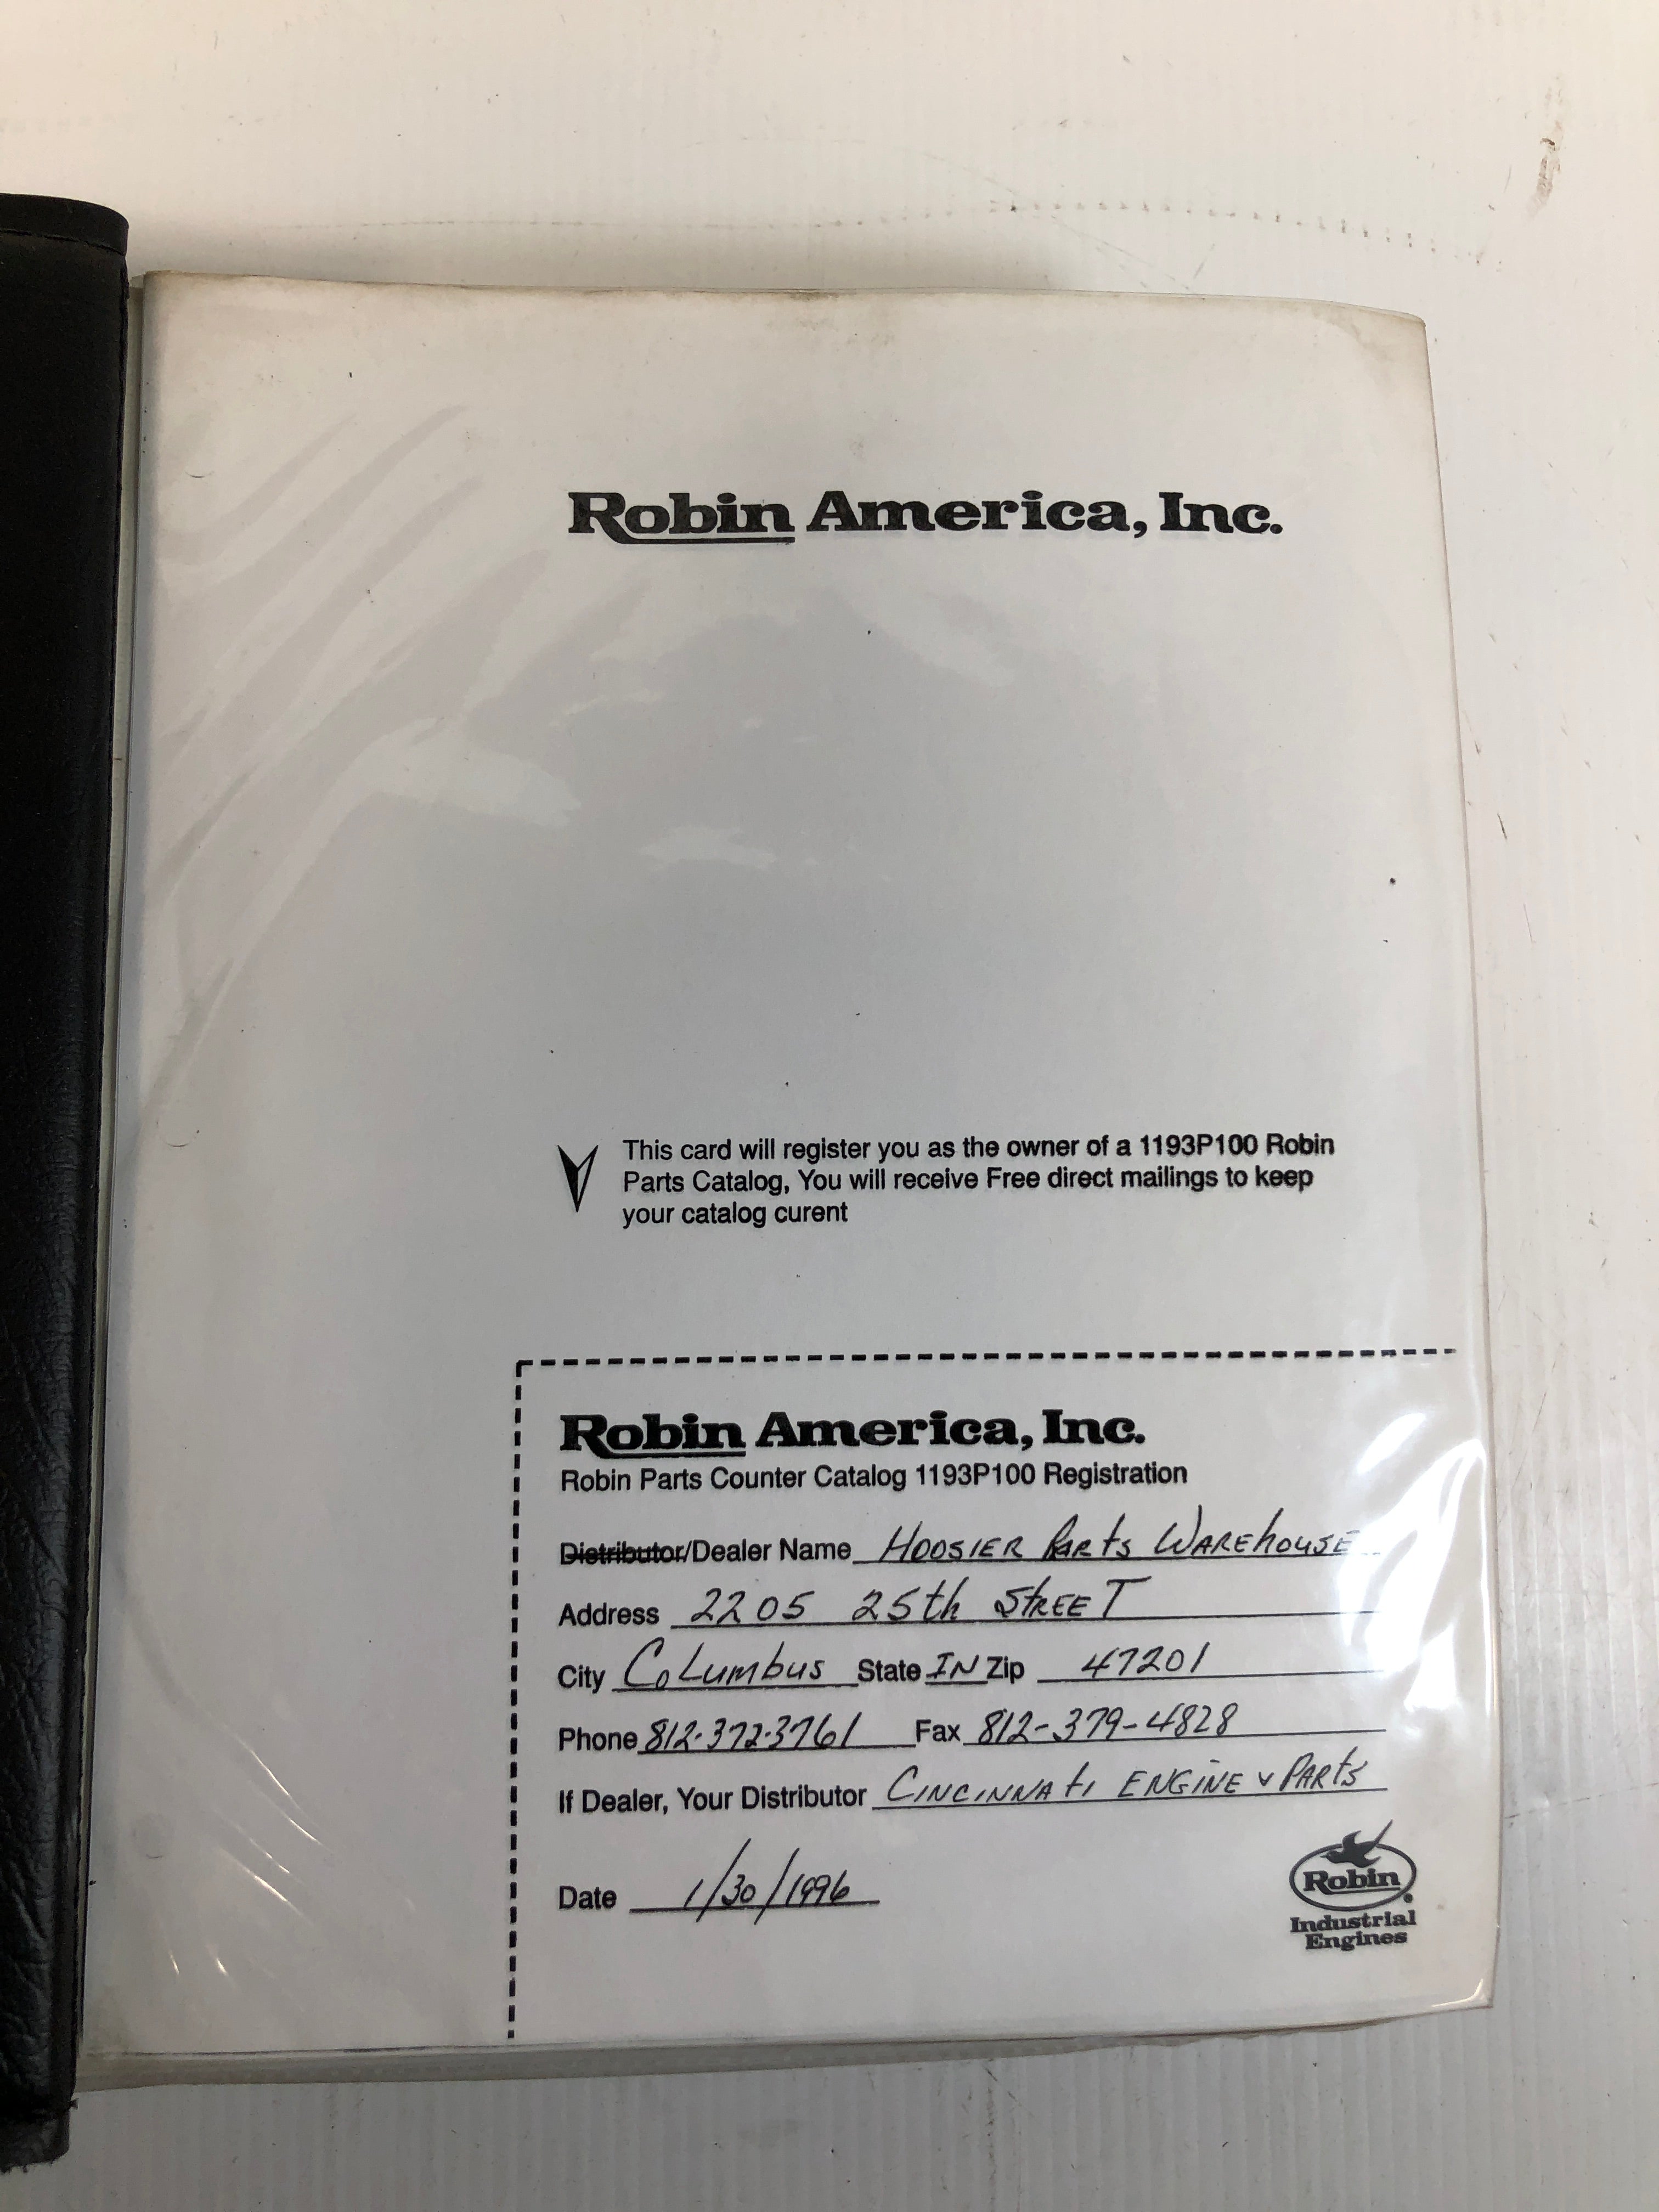 Robin America, Inc.
This card will register you as the owner of a 1193P100 Robin
Parts Catalog, You will receive Free direct mailings to keep
your catalog curent
Robin America, Inc.
Robin Parts Counter Catalog 1193P100 Registration
Distributor/Dealer Name HOOSIER PARts WAREhouse
Address 2205 25th StREET
City CoLumbus State IN Zip 47201
Phone 812-372-3761 Fax 812-379-4828
If Dealer, Your Distributor CINCINNAti ENGINE & PARts
Date 1/30/1996
Robin
Industrial
Engines